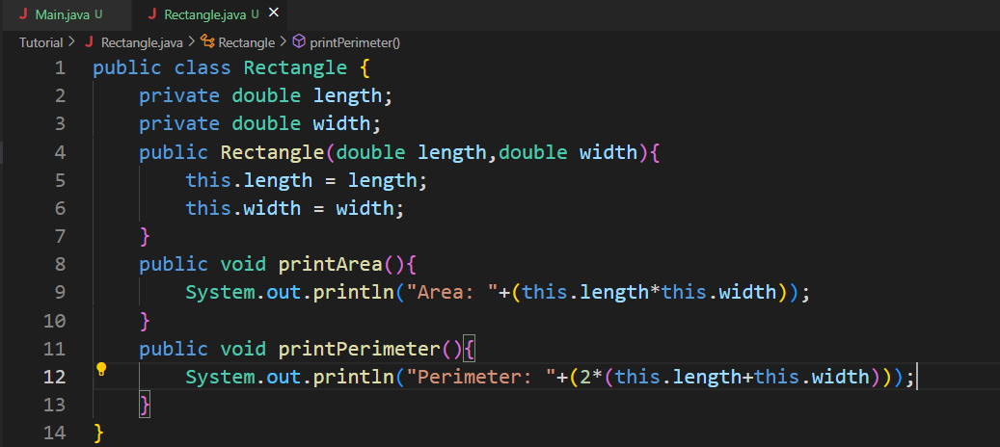 J Main.java U J Rectangle.java U ×
Tutorial > J Rectangle.java > Rectangle > printPerimeter()
1 public class Rectangle {
2     private double length;
3     private double width;
4     public Rectangle(double length,double width){
5         this.length = length;
6         this.width = width;
7     }
8     public void printArea(){
9         System.out.println("Area: "+(this.length*this.width));
10     }
11     public void printPerimeter(){
12         System.out.println("Perimeter: "+(2*(this.length+this.width)));
13     }
14 }